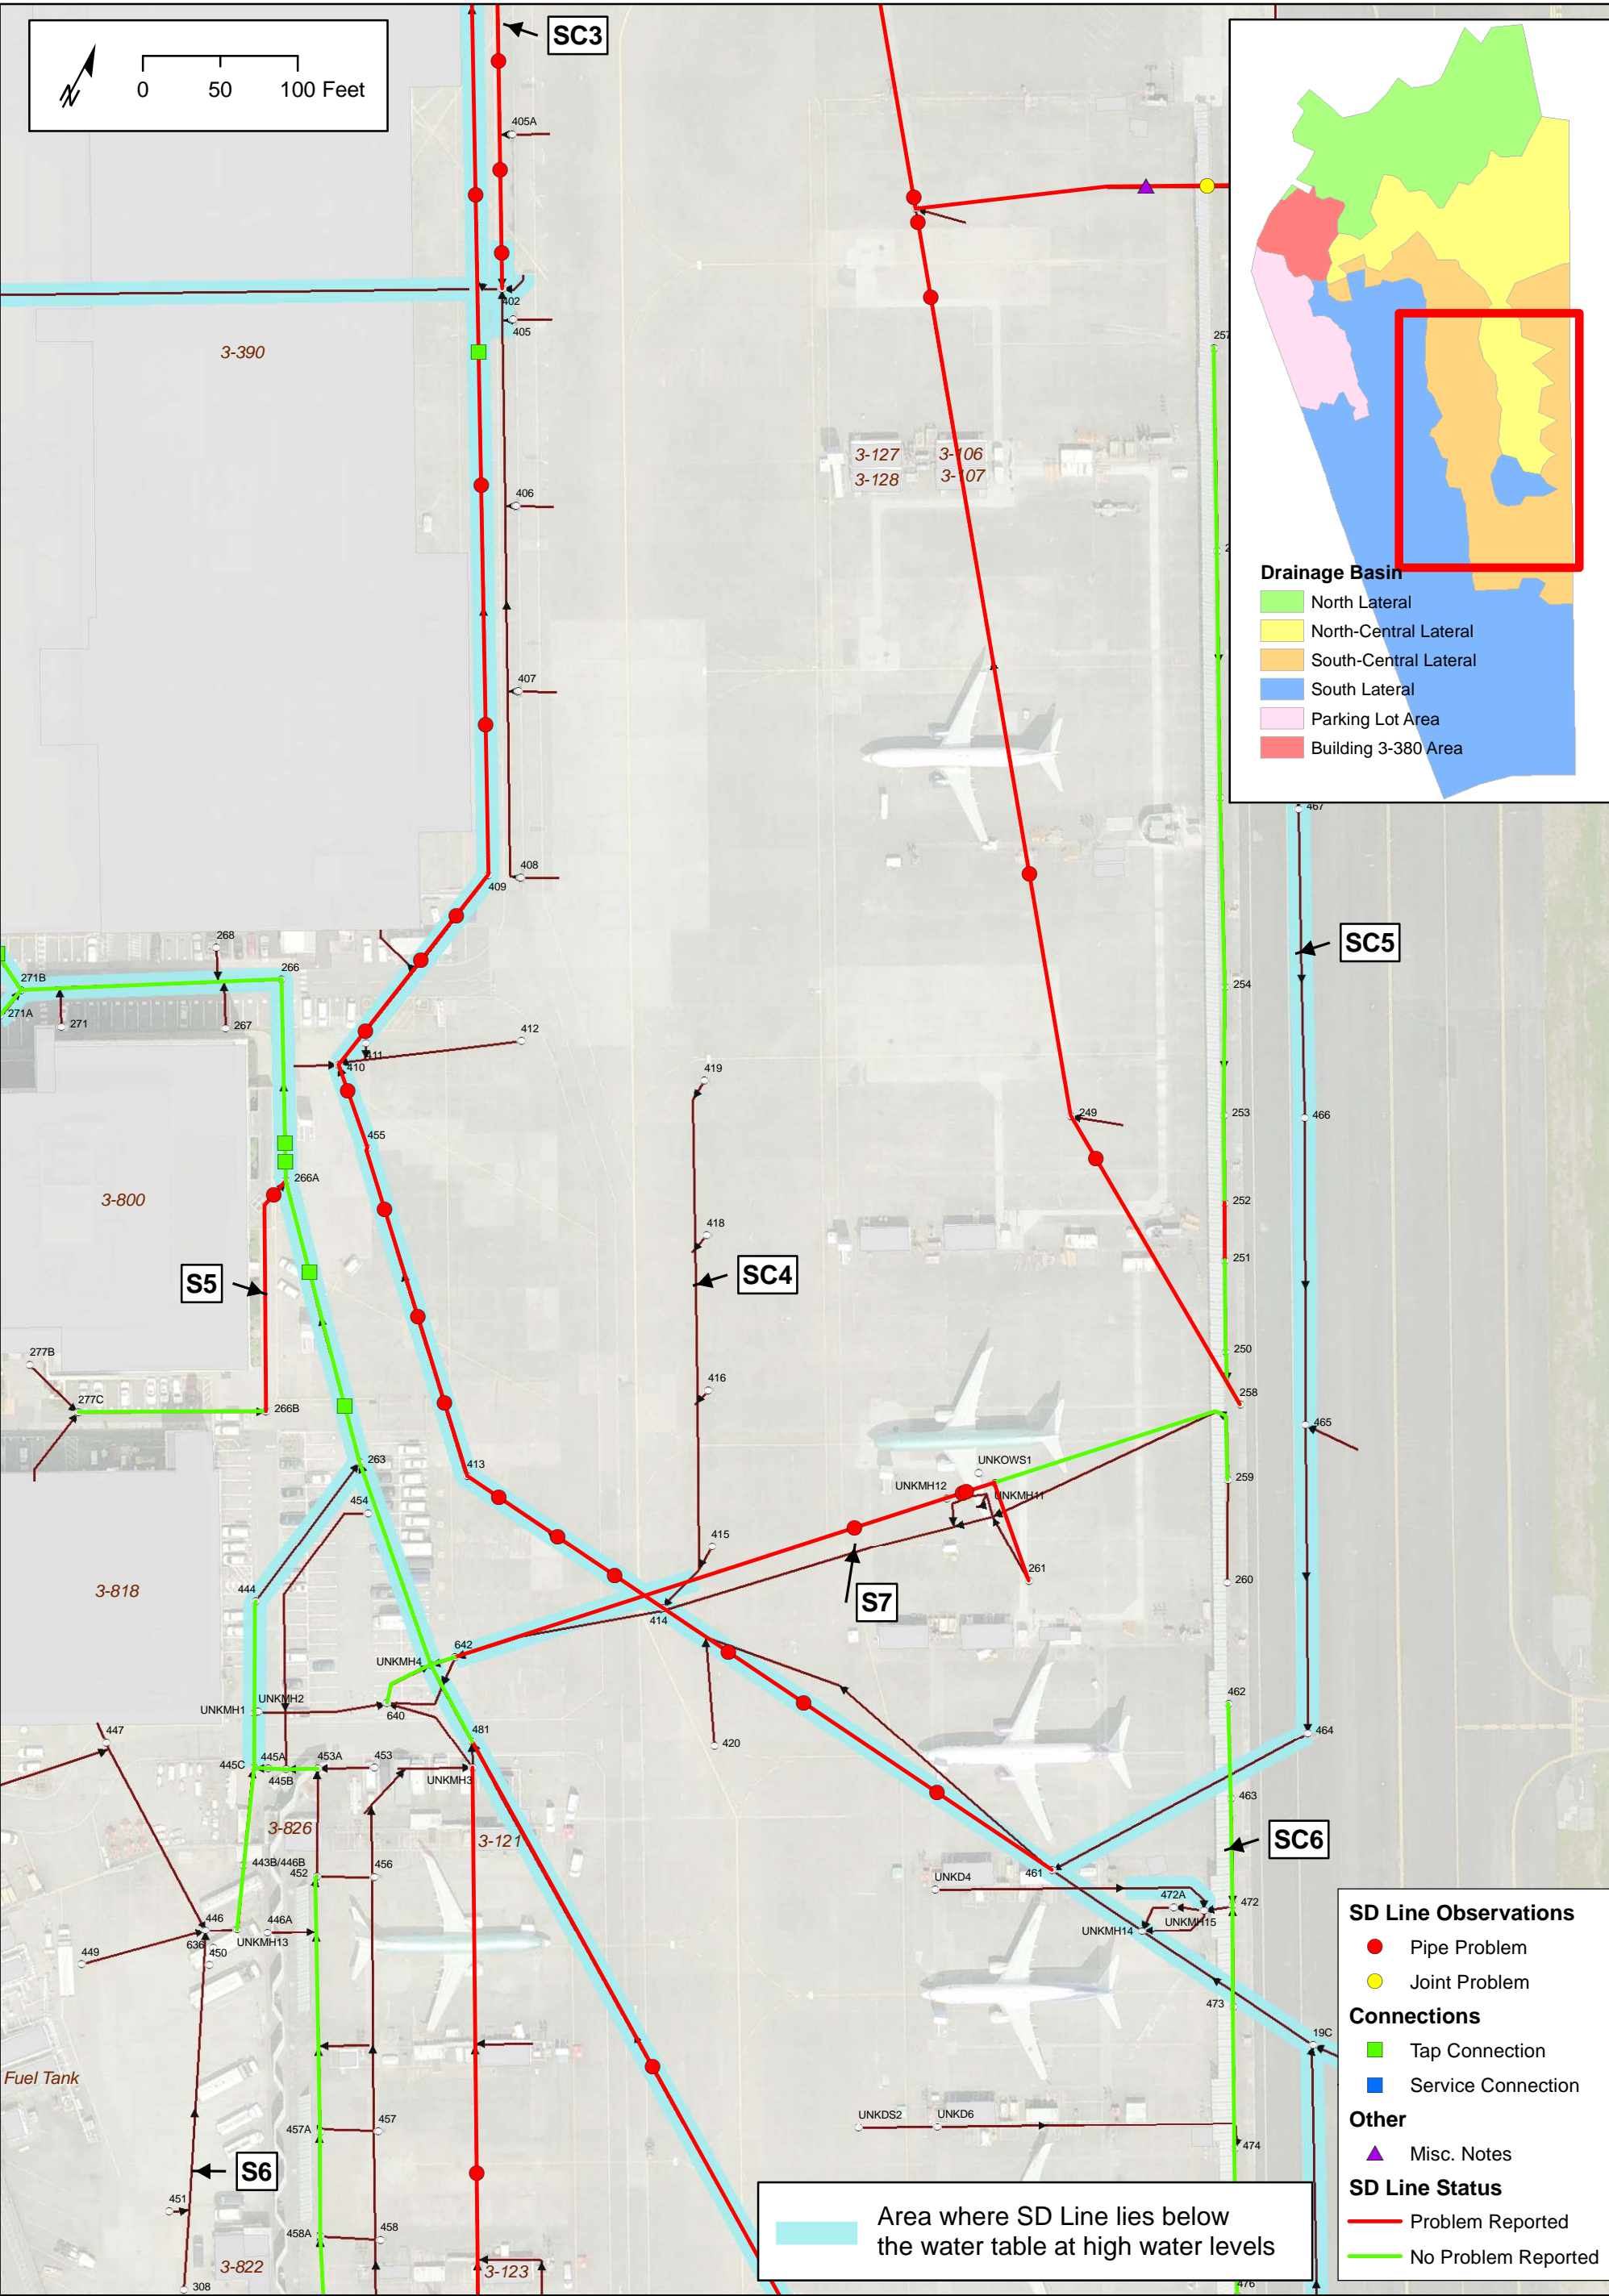 SC3
N
0 50 100 Feet
405A
402
405
3-390
257
3-127 3-106
3-128 3-107
406
407
408
409
Drainage Basin
North Lateral
North-Central Lateral
South-Central Lateral
South Lateral
Parking Lot Area
Building 3-380 Area
467
268
266
271B
271A
271
267
SC5
254
412
411
410
419
253
249
466
455
266A
3-800
252
418
251
S5
SC4
250
277B
416
258
277C
266B
465
263
413
UNKOWS1
259
UNKMH12
UNKMH11
454
415
261
260
3-818
444
S7
414
642
UNKMH4
UNKMH2
UNKMH1
640
462
447
481
420
464
445C
445A
453A
453
445B
UNKMH3
463
3-826
3-121
SC6
443B/446B
452
456
461
UNKD4
472A
472
446
446A
UNKMH15
636
UNKMH13
UNKMH14
449
450
473
19C
Fuel Tank
UNKDS2
UNKD6
457A
457
474
S6
451
458A
458
3-822
3-123
308
476
SD Line Observations
Pipe Problem
Joint Problem
Connections
Tap Connection
Service Connection
Other
Misc. Notes
SD Line Status
Problem Reported
No Problem Reported
Area where SD Line lies below
the water table at high water levels